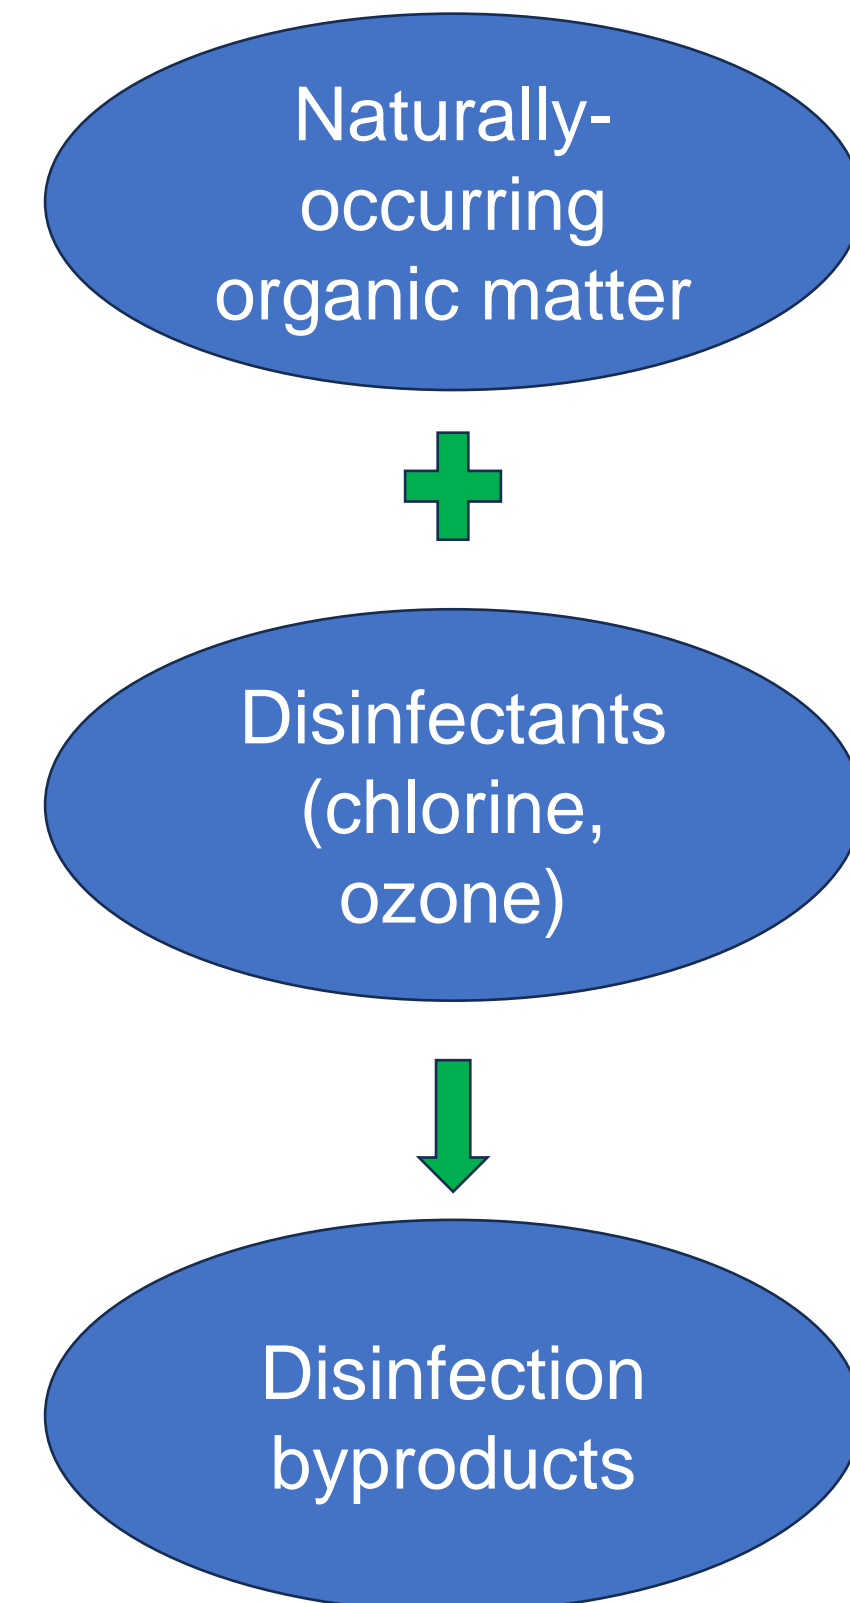 Naturally-
occurring
organic matter
Disinfectants
(chlorine,
ozone)
Disinfection
byproducts